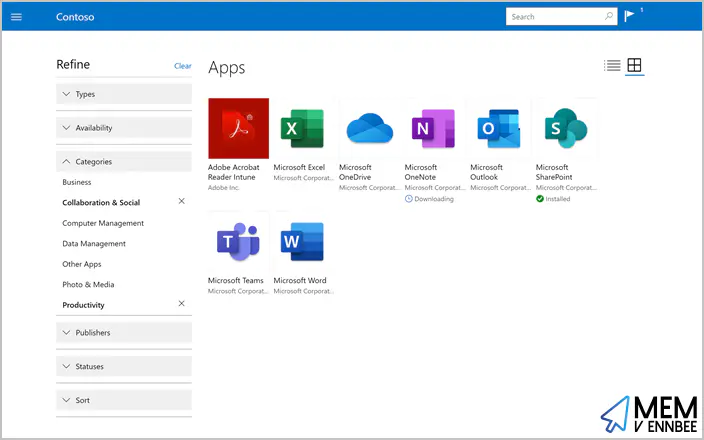 Contoso
Search
1
Refine
Clear
Types
Availability
Categories
Business
Collaboration & Social
Computer Management
Data Management
Other Apps
Photo & Media
Productivity
Publishers
Statuses
Sort
Apps
Adobe Acrobat
Reader Intune
Adobe Inc.
X
Microsoft Excel
Microsoft Corporat...
Microsoft
OneDrive
Microsoft Corporat...
N
Microsoft
OneNote
Microsoft Corporat...
Downloading
O
Microsoft
Outlook
Microsoft Corporat...
S
Microsoft
SharePoint
Microsoft Corporat...
Installed
T
Microsoft Teams
Microsoft Corporat...
W
Microsoft Word
Microsoft Corporat...
MEM
V ENNBEE